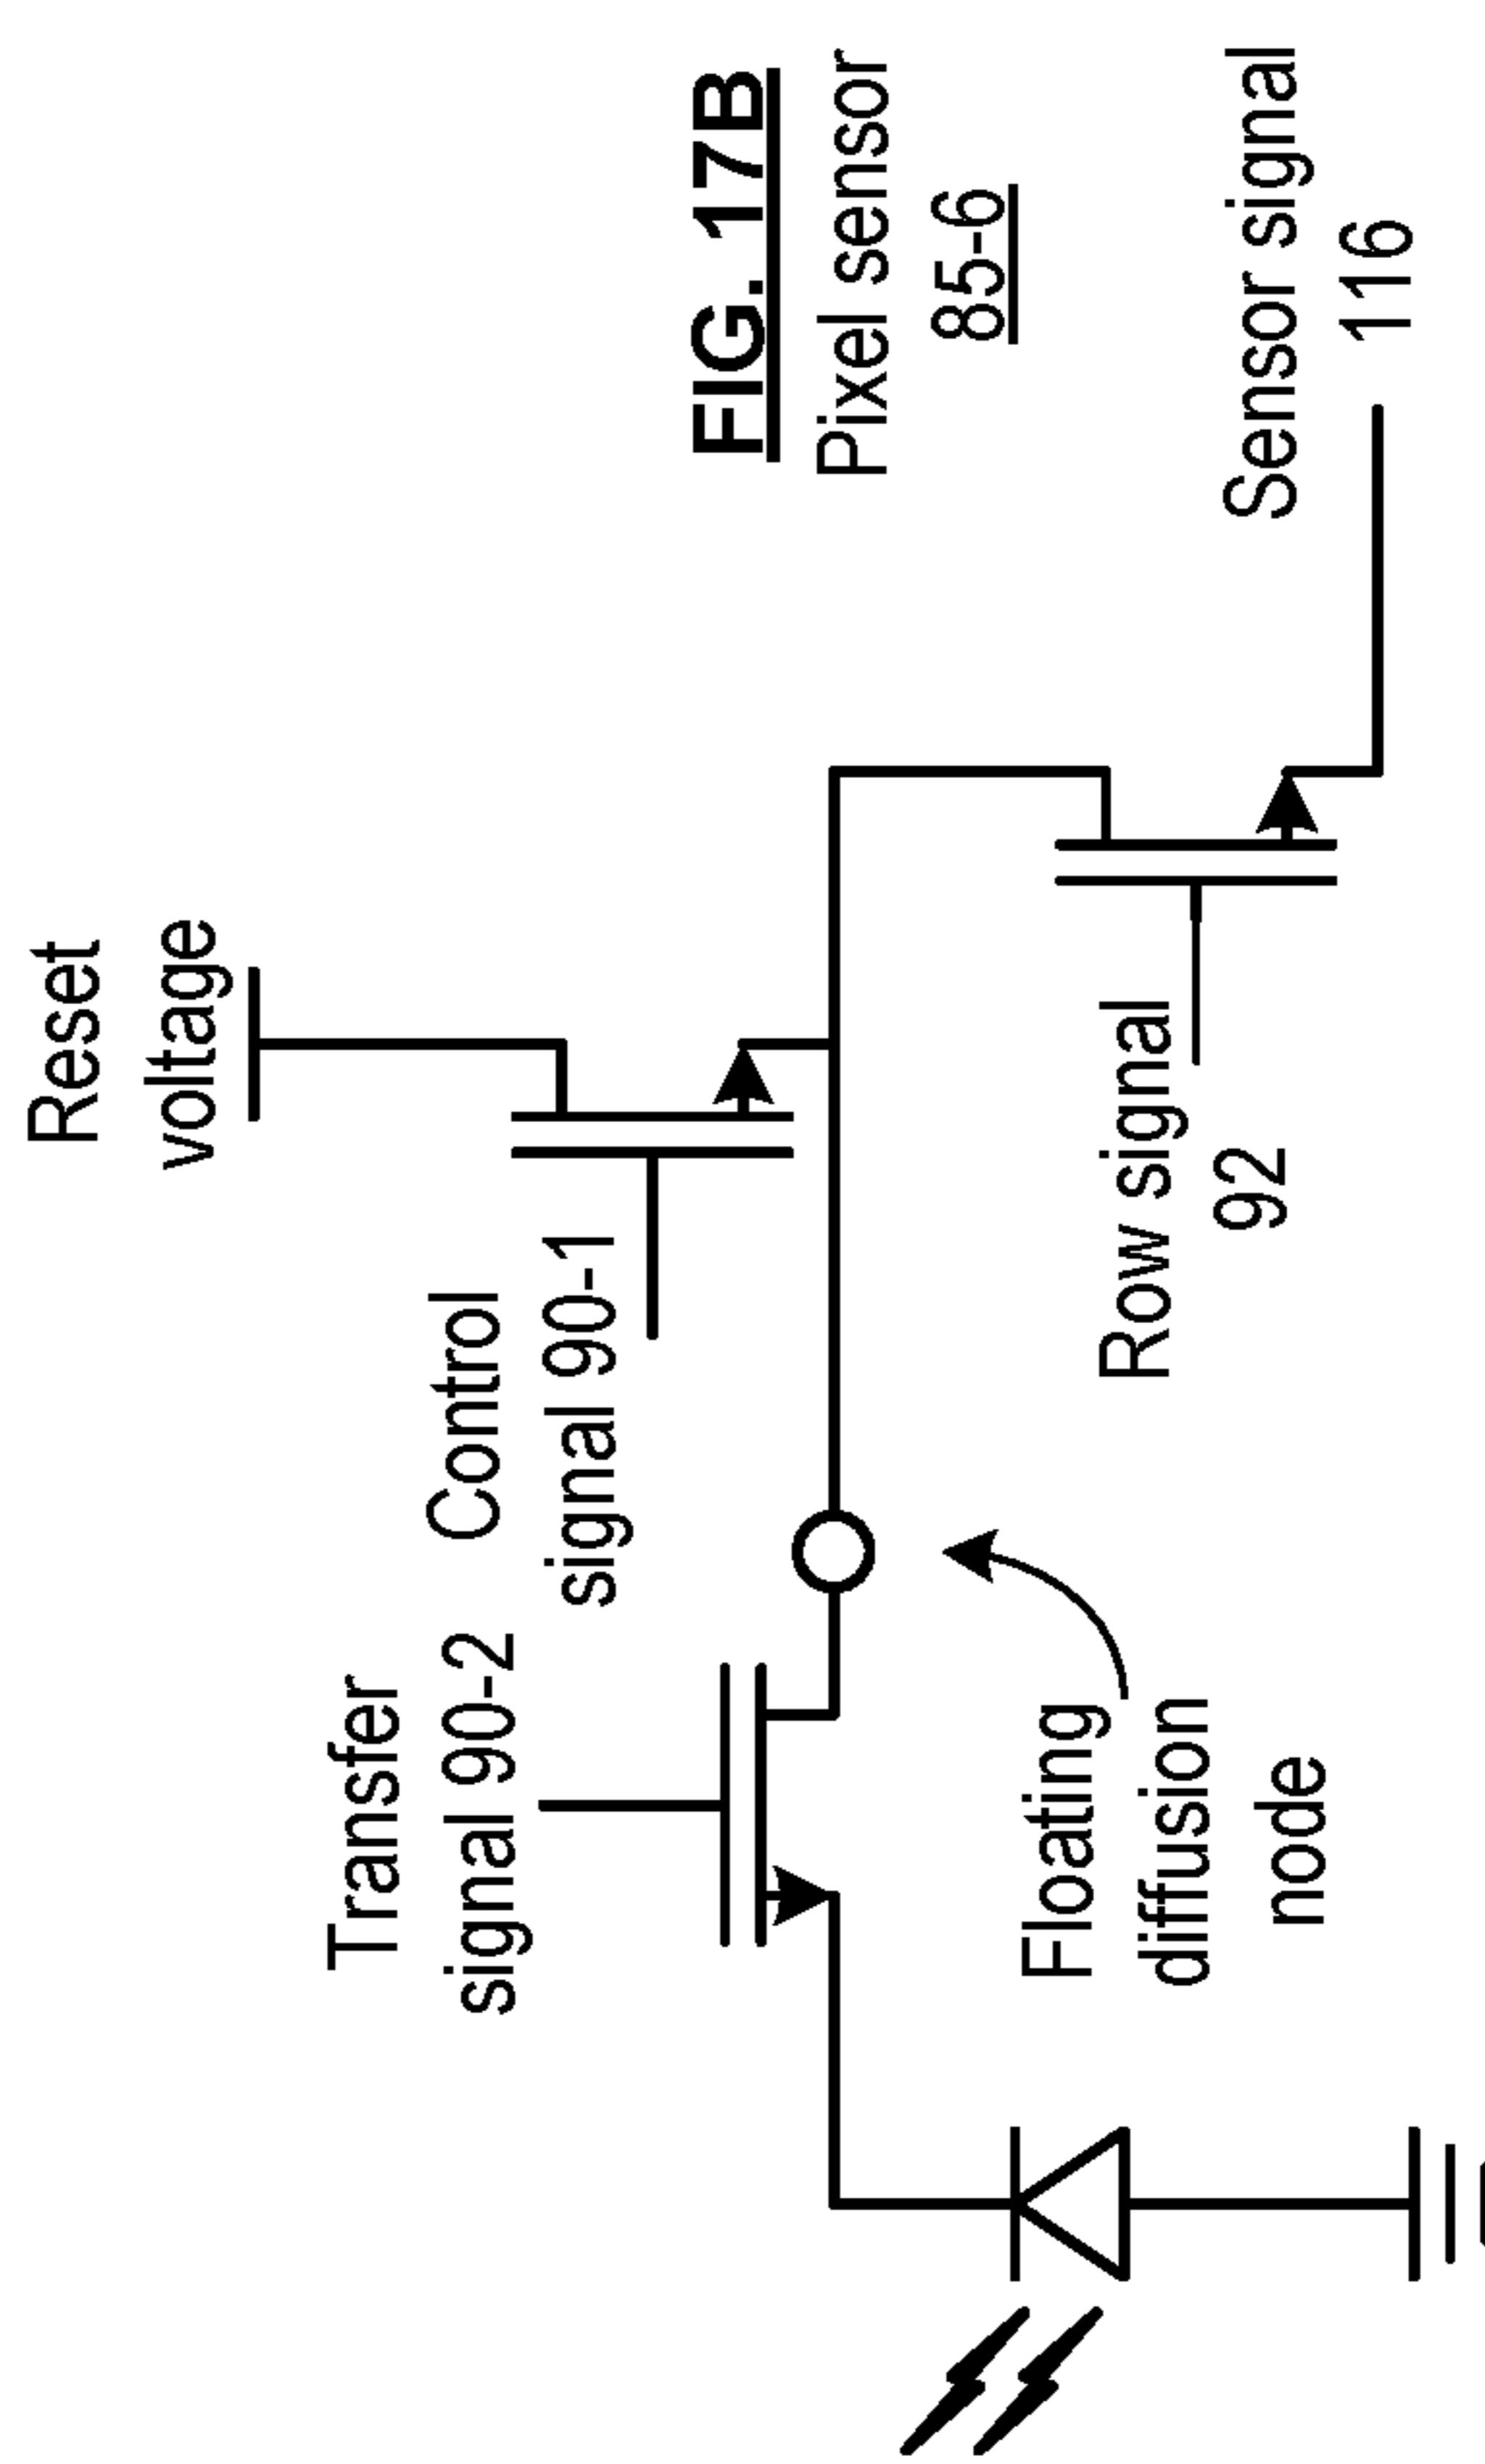 Reset
voltage
Transfer
signal 90-2
Control
signal 90-1
FIG. 17B
Pixel sensor
85-6
Floating
diffusion
node
Row signal
92
Sensor signal
116